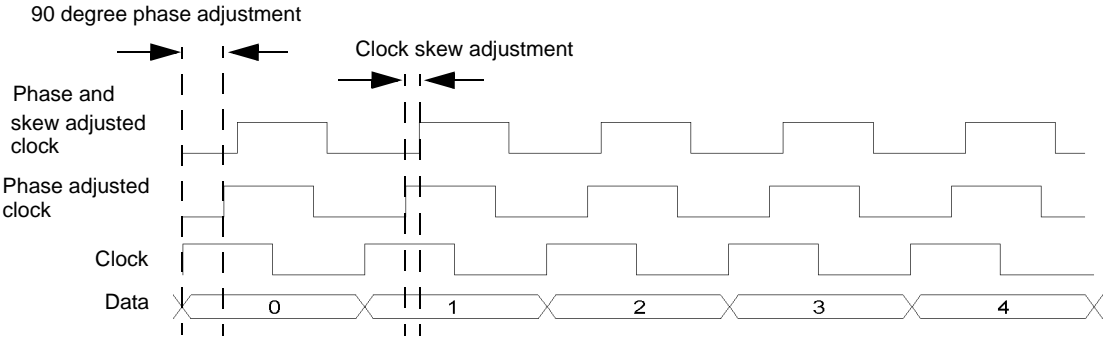 90 degree phase adjustment
Clock skew adjustment
Phase and
skew adjusted
clock
Phase adjusted
clock
Clock
Data
0 1 2 3 4